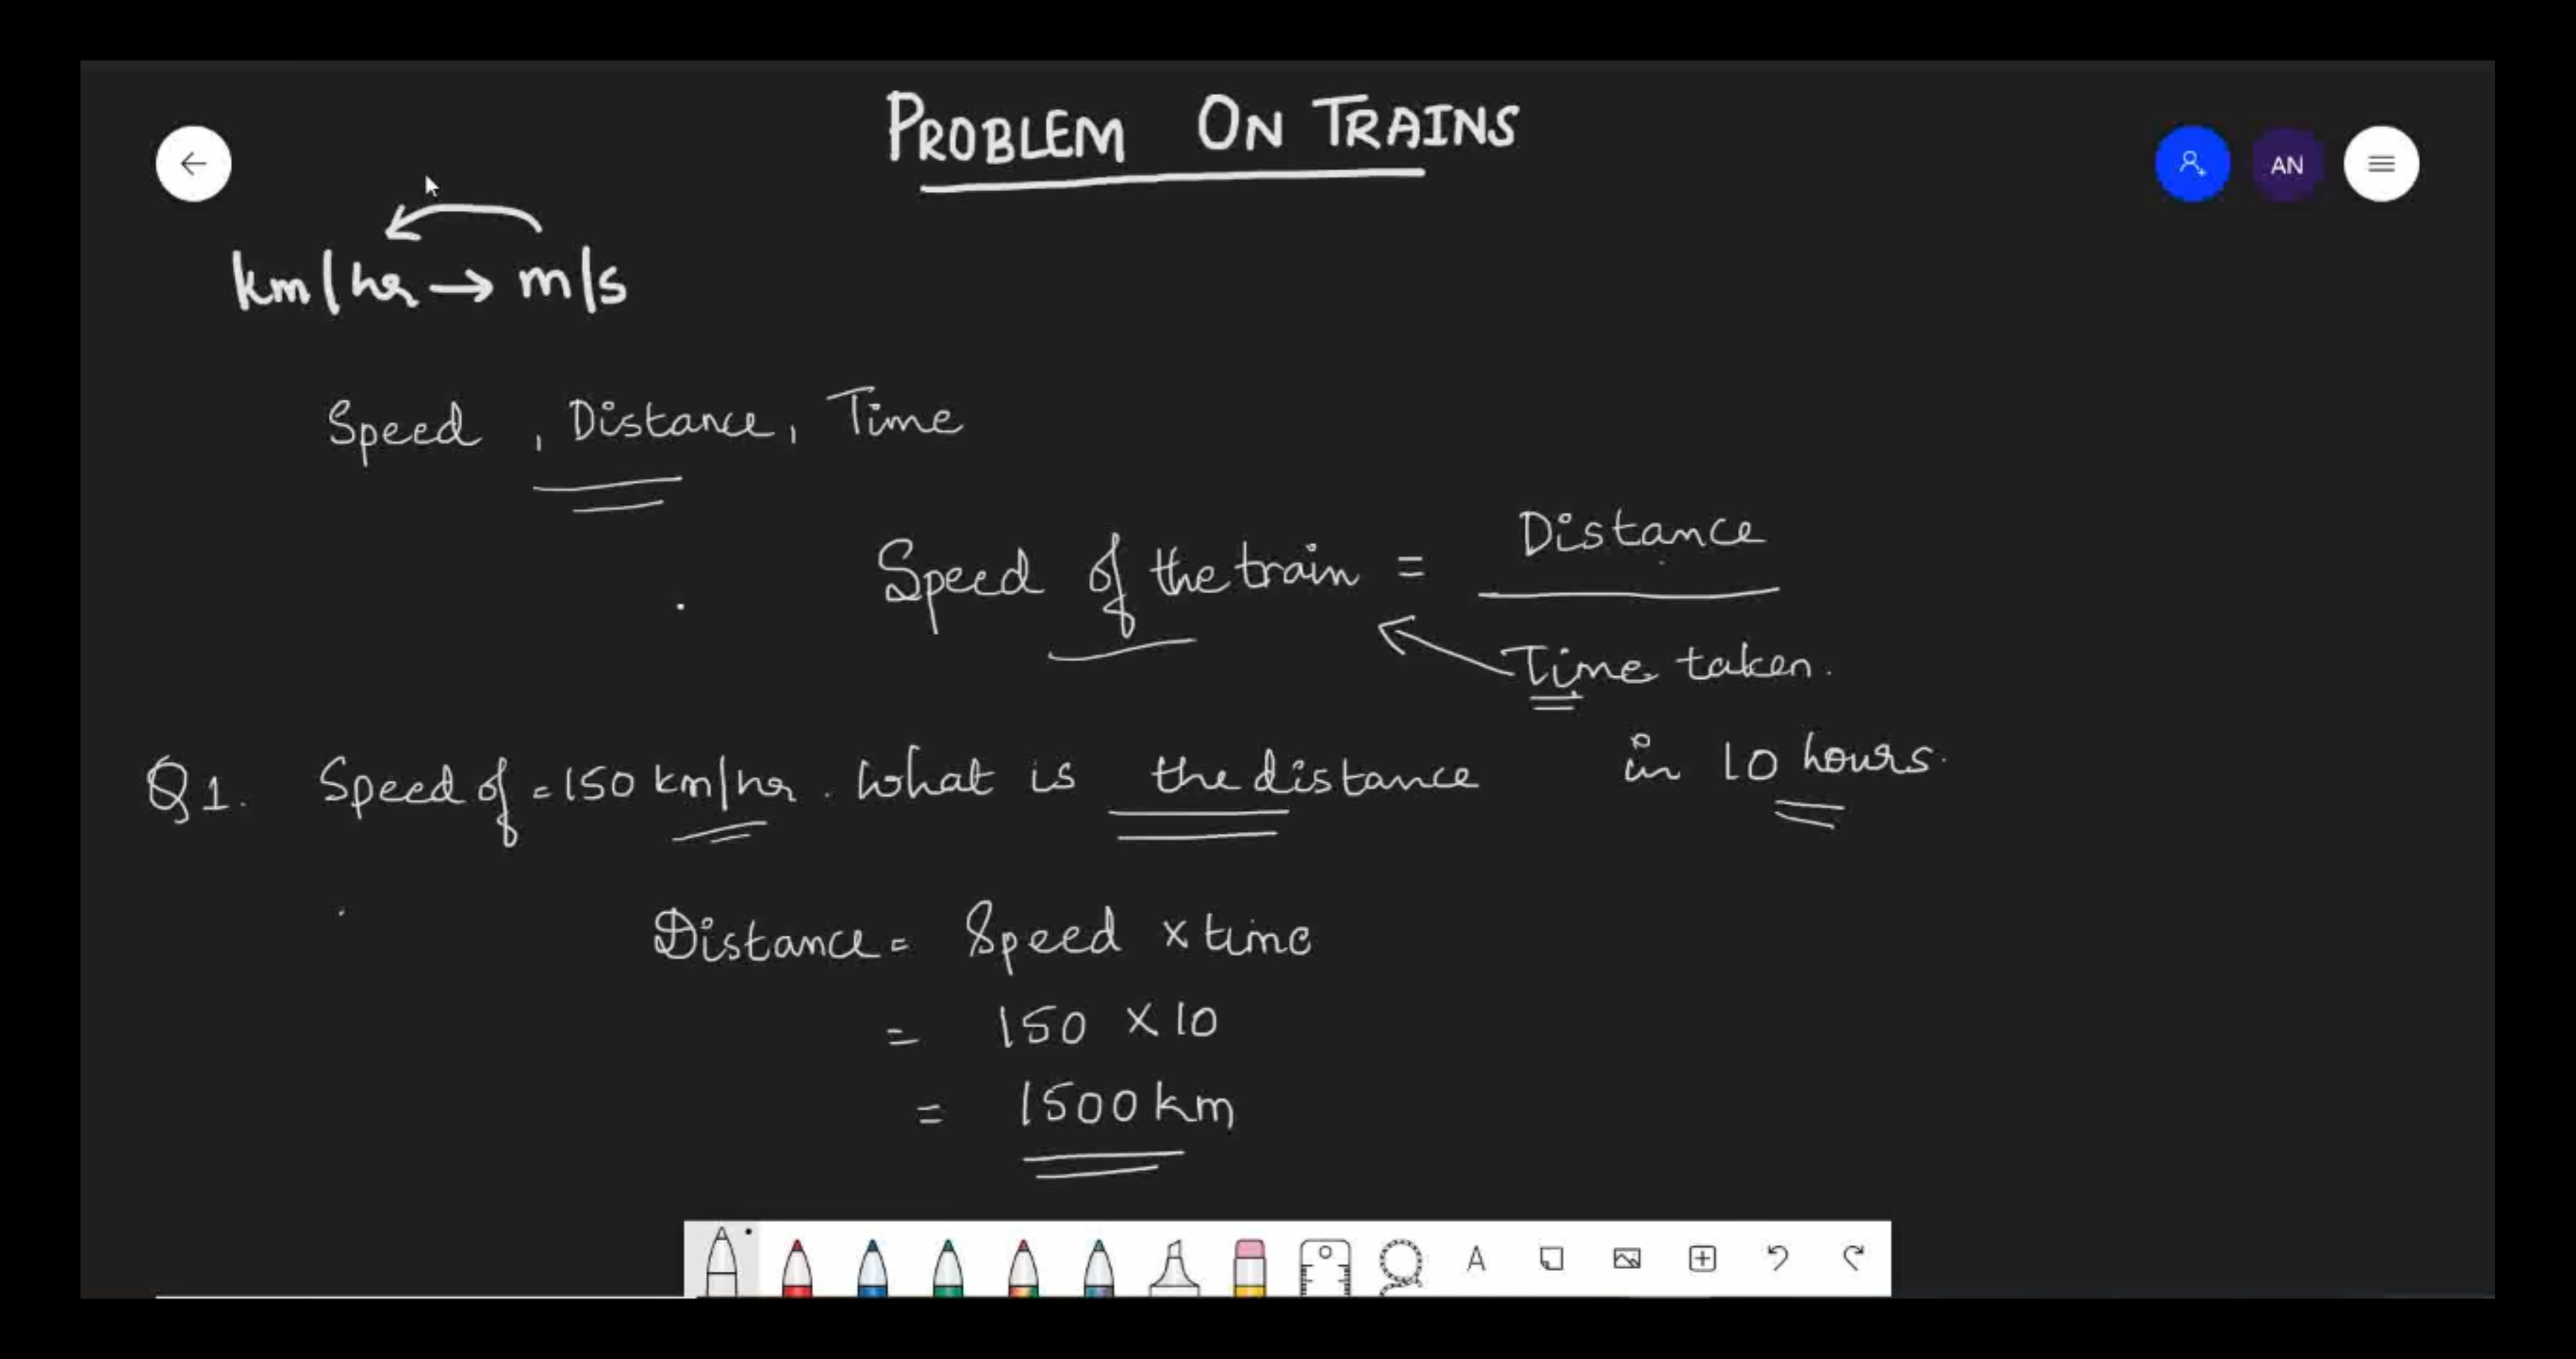 PROBLEM ON TRAINS
AN
km/hr → m/s
Speed, Distance, Time
Speed of the train = Distance
Time taken.
Q1. Speed of = 150 km/hr. What is the distance in 10 hours.
Distance = Speed × time
= 150 × 10
= 1500 km
A